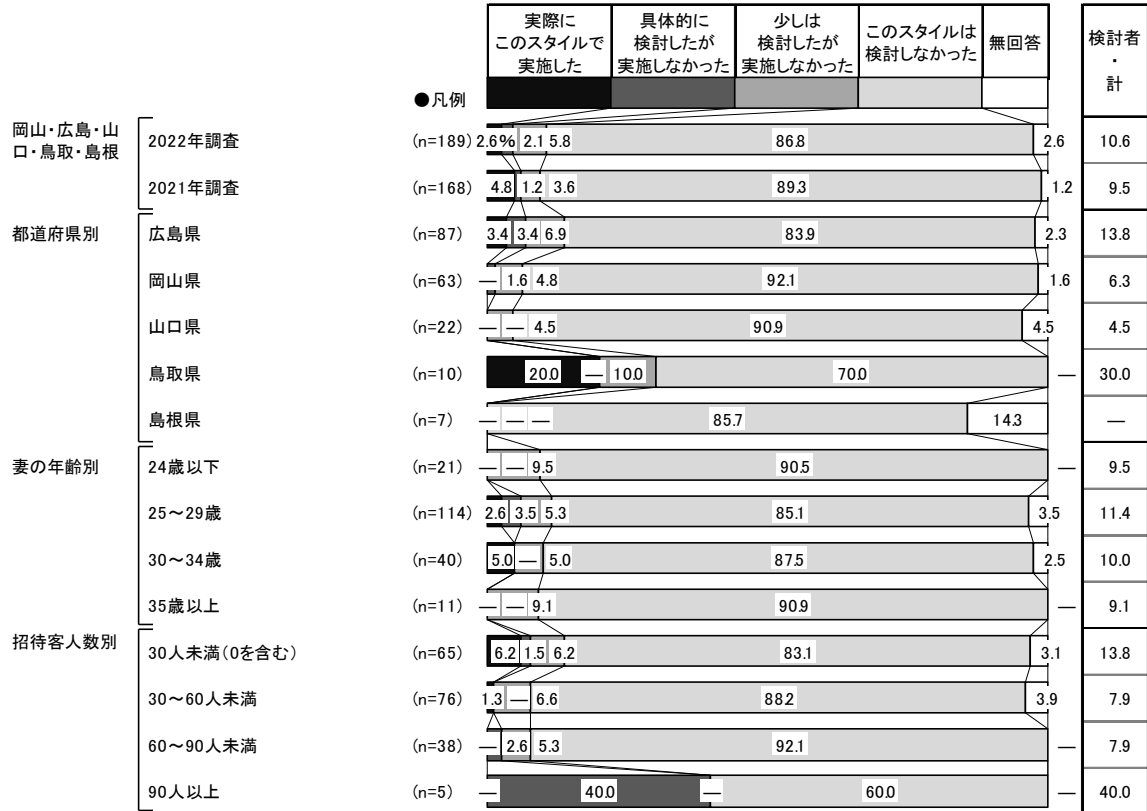 実際に
このスタイルで
実施した
具体的に
検討したが
実施しなかった
少しは
検討したが
実施しなかった
このスタイルは
検討しなかった
無回答
検討者
・
計
●凡例
岡山・広島・山
口・鳥取・島根
2022年調査 (n=189) 2.6% 2.1 5.8 86.8 2.6 10.6
2021年調査 (n=168) 4.8 1.2 3.6 89.3 1.2 9.5
都道府県別 広島県 (n=87) 3.4 3.4 6.9 83.9 2.3 13.8
岡山県 (n=63) — 1.6 4.8 92.1 1.6 6.3
山口県 (n=22) — — 4.5 90.9 4.5 4.5
鳥取県 (n=10) 20.0 — 10.0 70.0 — 30.0
島根県 (n=7) — — — 85.7 14.3 —
妻の年齢別 24歳以下 (n=21) — — 9.5 90.5 — 9.5
25～29歳 (n=114) 2.6 3.5 5.3 85.1 3.5 11.4
30～34歳 (n=40) 5.0 — 5.0 87.5 2.5 10.0
35歳以上 (n=11) — — 9.1 90.9 — 9.1
招待客人数別 30人未満(0を含む) (n=65) 6.2 1.5 6.2 83.1 3.1 13.8
30～60人未満 (n=76) 1.3 — 6.6 88.2 3.9 7.9
60～90人未満 (n=38) — 2.6 5.3 92.1 — 7.9
90人以上 (n=5) — 40.0 — 60.0 — 40.0